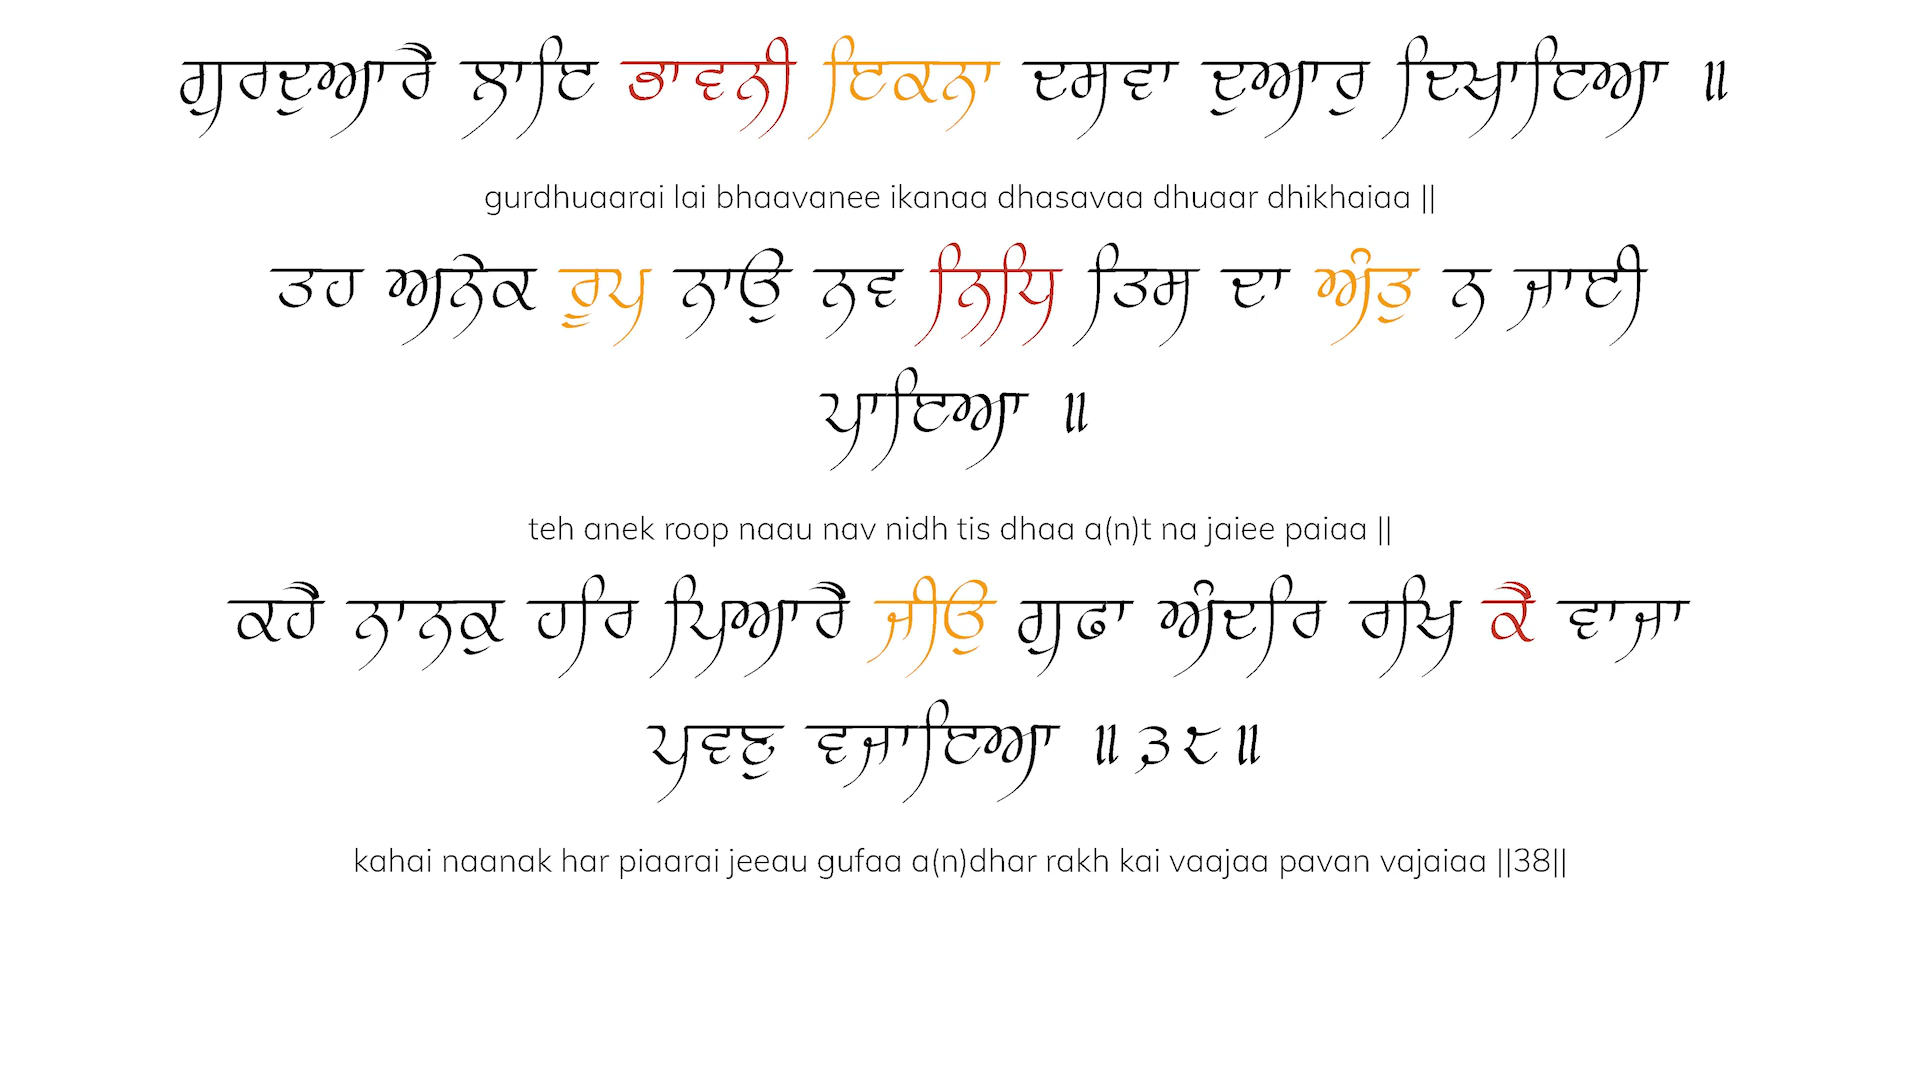 ਗੁਰਦੁਆਰੈ ਲਾਇ ਭਾਵਨੀ ਇਕਨਾ ਦਸਵਾ ਦੁਆਰੁ ਦਿਖਾਇਆ ॥
gurdhuaarai lai bhaavanee ikanaa dhasavaa dhuaar dhikhaiaa ||
ਤਹ ਅਨੇਕ ਰੂਪ ਨਾਉ ਨਵ ਨਿਧਿ ਤਿਸ ਦਾ ਅੰਤੁ ਨ ਜਾਈ
ਪਾਇਆ ॥
teh anek roop naau nav nidh tis dhaa a(n)t na jaiee paiaa ||
ਕਹੈ ਨਾਨਕੁ ਹਰਿ ਪਿਆਰੈ ਜੀਉ ਗੁਫਾ ਅੰਦਰਿ ਰਖਿ ਕੈ ਵਾਜਾ
ਪਵਣੁ ਵਜਾਇਆ ॥੩੮॥
kahai naanak har piaarai jeeau gufaa a(n)dhar rakh kai vaajaa pavan vajaiaa ||38||